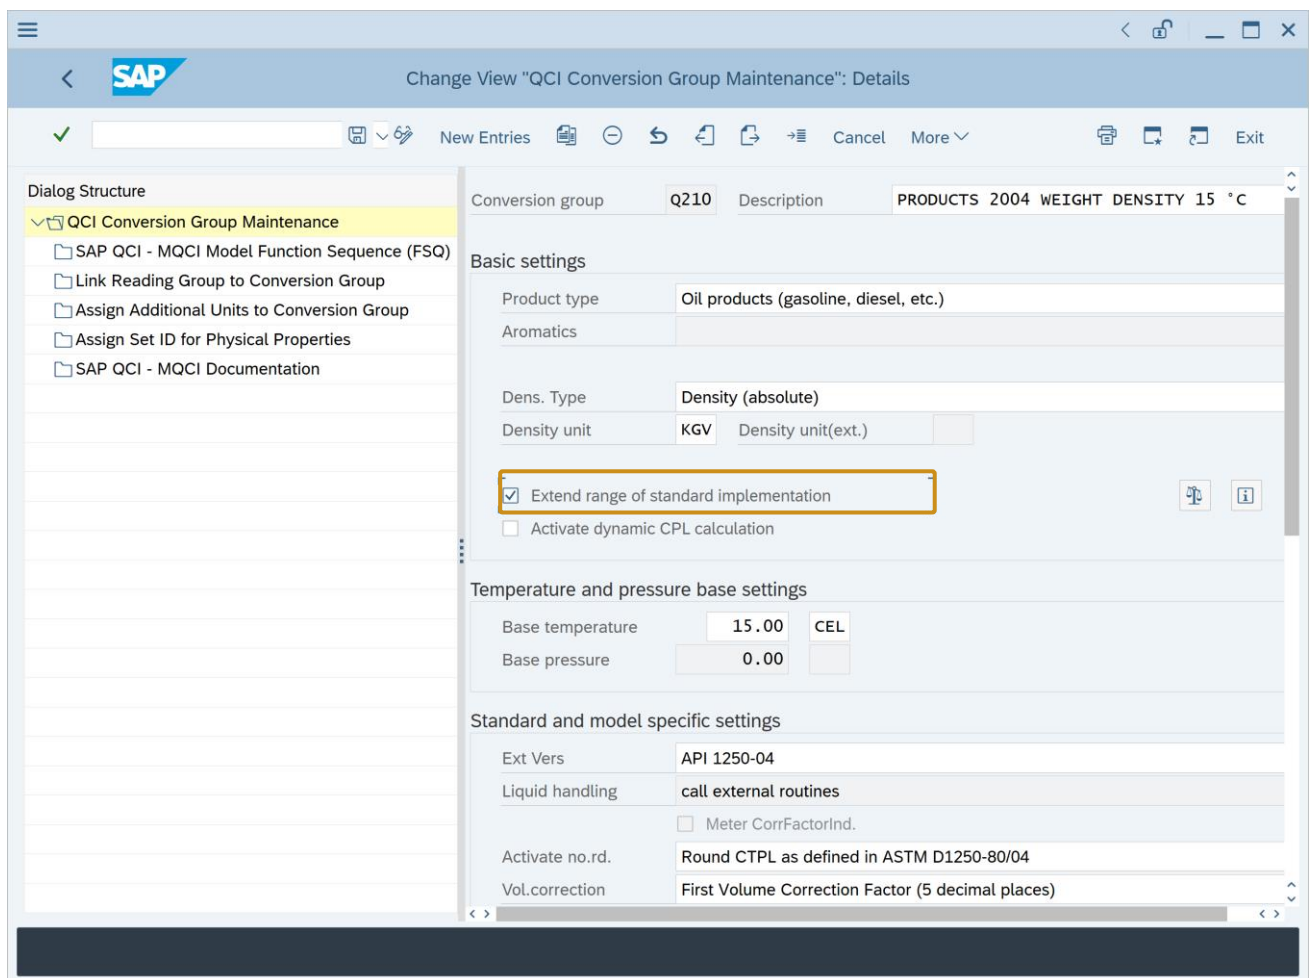 SAP
Change View "QCI Conversion Group Maintenance": Details
New Entries Cancel More Exit
Dialog Structure
QCI Conversion Group Maintenance
SAP QCI - MQCI Model Function Sequence (FSQ)
Link Reading Group to Conversion Group
Assign Additional Units to Conversion Group
Assign Set ID for Physical Properties
SAP QCI - MQCI Documentation
Conversion group Q210 Description PRODUCTS 2004 WEIGHT DENSITY 15 °C
Basic settings
Product type Oil products (gasoline, diesel, etc.)
Aromatics
Dens. Type Density (absolute)
Density unit KGV Density unit(ext.)
Extend range of standard implementation
Activate dynamic CPL calculation
Temperature and pressure base settings
Base temperature 15.00 CEL
Base pressure 0.00
Standard and model specific settings
Ext Vers API 1250-04
Liquid handling call external routines
Meter CorrFactorInd.
Activate no.rd. Round CTPL as defined in ASTM D1250-80/04
Vol.correction First Volume Correction Factor (5 decimal places)